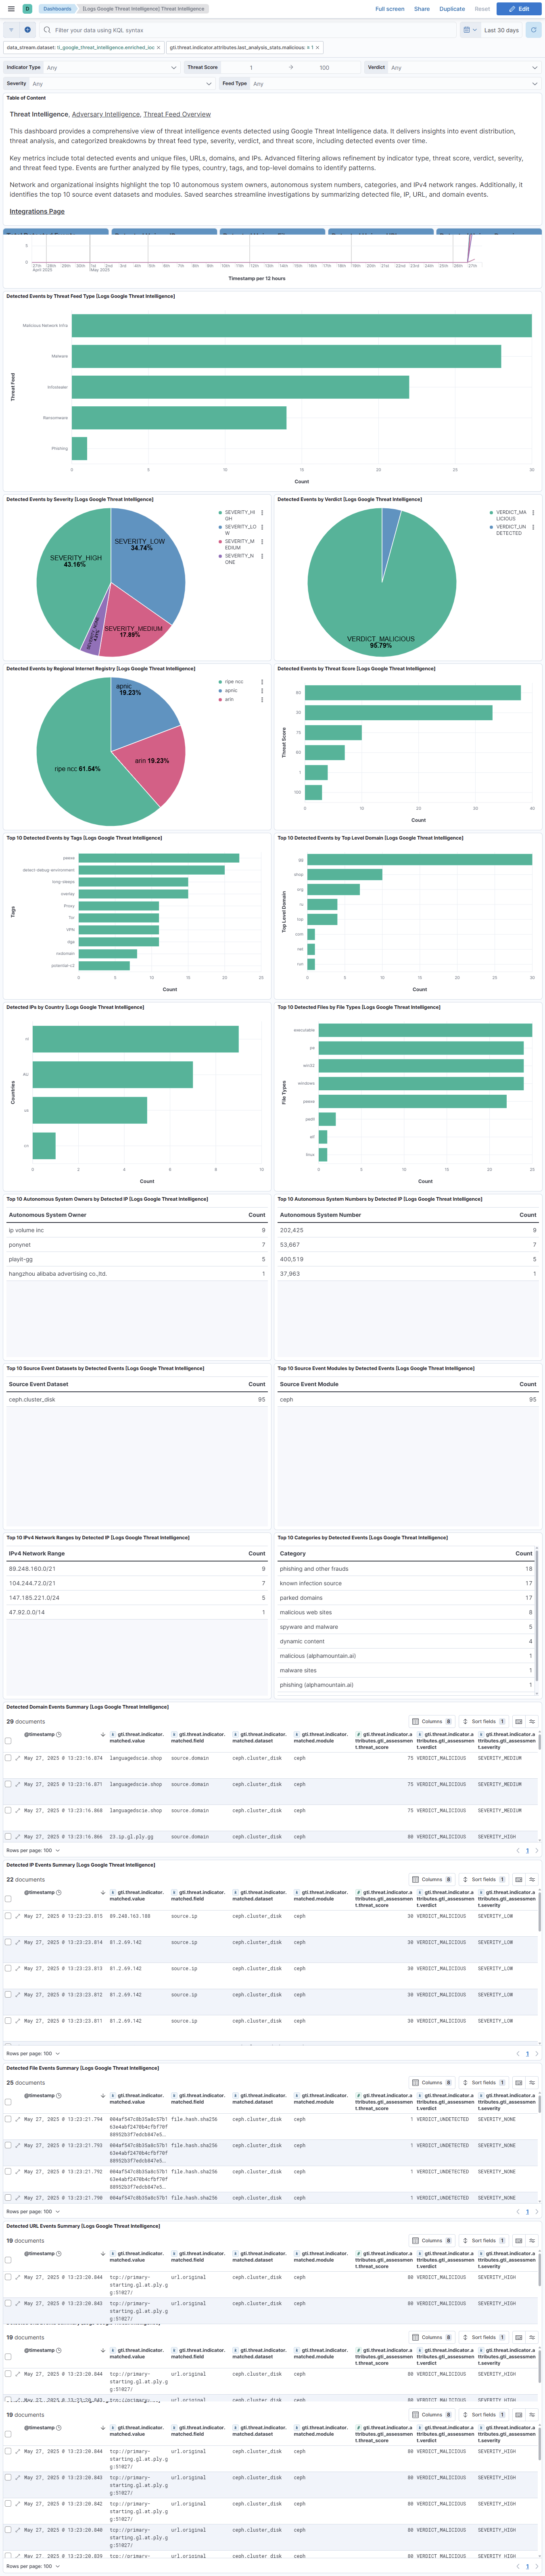 D Dashboards [Logs Google Threat Intelligence] Threat Intelligence Full screen Share Duplicate Reset Edit
Filter your data using KQL syntax Last 30 days
data_stream.dataset: ti_google_threat_intelligence.enriched_ioc × gti.threat.indicator.attributes.last_analysis_stats.malicious: ≥ 1 ×
Indicator Type Any Threat Score 1 → 100 Verdict Any
Severity Any Feed Type Any
Table of Content
Threat Intelligence, Adversary Intelligence, Threat Feed Overview
This dashboard provides a comprehensive view of threat intelligence events detected using Google Threat Intelligence data. It delivers insights into event distribution,
threat analysis, and categorized breakdowns by threat feed type, severity, verdict, and threat score, including detected events over time.
Key metrics include total detected events and unique files, URLs, domains, and IPs. Advanced filtering allows refinement by indicator type, threat score, verdict, severity,
and threat feed type. Events are further analyzed by file types, country, tags, and top-level domains to identify patterns.
Network and organizational insights highlight the top 10 autonomous system owners, autonomous system numbers, categories, and IPv4 network ranges. Additionally, it
identifies the top 10 source event datasets and modules. Saved searches streamline investigations by summarizing detected file, IP, URL, and domain events.
Integrations Page
Timestamp per 12 hours
Detected Events by Threat Feed Type [Logs Google Threat Intelligence]
Malicious Network Infra
Malware
Infostealer
Ransomware
Phishing
Threat Feed
0 5 10 15 20 25 30
Count
Detected Events by Severity [Logs Google Threat Intelligence]
SEVERITY_HIGH
43.16%
SEVERITY_LOW
34.74%
SEVERITY_MEDIUM
17.89%
SEVERITY_HI
GH
SEVERITY_LO
W
SEVERITY_M
EDIUM
SEVERITY_N
ONE
Detected Events by Verdict [Logs Google Threat Intelligence]
VERDICT_MALICIOUS
95.79%
VERDICT_MA
LICIOUS
VERDICT_UN
DETECTED
Detected Events by Regional Internet Registry [Logs Google Threat Intelligence]
apnic
19.23%
arin 19.23%
ripe ncc 61.54%
ripe ncc
apnic
arin
Detected Events by Threat Score [Logs Google Threat Intelligence]
Threat Score
30
75
1
100
0 10 20 30 40
Count
Top 10 Detected Events by Tags [Logs Google Threat Intelligence]
Tags
peexe
detect-debug-environment
long-sleeps
overlay
Proxy
Tor
VPN
nxdomain
potential-c2
0 5 10 15 20 25
Count
Top 10 Detected Events by Top Level Domain [Logs Google Threat Intelligence]
Top Level Domain
gg
shop
org
ru
top
com
net
xyz
0 5 10 15 20 25 30
Count
Detected IPs by Country [Logs Google Threat Intelligence]
Countries
AU
0 2 4 6 8 10
Count
Top 10 Detected Files by File Types [Logs Google Threat Intelligence]
File Types
executable
pe
win32
windows
peexe
pedll
elf
linux
0 5 10 15 20 25
Count
Top 10 Autonomous System Owners by Detected IP [Logs Google Threat Intelligence]
Autonomous System Owner Count
ip volume inc 9
ponynet 7
playit-gg 5
hangzhou alibaba advertising co.,ltd. 1
Top 10 Autonomous System Numbers by Detected IP [Logs Google Threat Intelligence]
Autonomous System Number Count
202,425 9
53,667 7
400,519 5
37,963 1
Top 10 Source Event Datasets by Detected Events [Logs Google Threat Intelligence]
Source Event Dataset Count
ceph.cluster_disk 95
Top 10 Source Event Modules by Detected Events [Logs Google Threat Intelligence]
Source Event Module Count
ceph 95
Top 10 IPv4 Network Ranges by Detected IP [Logs Google Threat Intelligence]
IPv4 Network Range Count
89.248.160.0/21 9
104.244.72.0/21 7
147.185.221.0/24 5
47.92.0.0/14 1
Top 10 Categories by Detected Events [Logs Google Threat Intelligence]
Category Count
phishing and other frauds 18
known infection source 17
parked domains 17
malicious web sites 8
spyware and malware 5
dynamic content 4
malicious (alphamountain.ai) 1
malware sites 1
phishing (alphamountain.ai) 1
Detected Domain Events Summary [Logs Google Threat Intelligence]
29 documents Columns 8 Sort fields 1
@timestamp gti.threat.indicator.matched.value gti.threat.indicator.matched.field gti.threat.indicator.matched.dataset gti.threat.indicator.matched.module gti.threat.indicator.attributes.gti_assessment.threat_score gti.threat.indicator.attributes.gti_assessment.verdict gti.threat.indicator.attributes.gti_assessment.severity
May 27, 2025 @ 13:23:16.874 languagedscie.shop source.domain ceph.cluster_disk ceph 75 VERDICT_MALICIOUS SEVERITY_MEDIUM
May 27, 2025 @ 13:23:16.871 languagedscie.shop source.domain ceph.cluster_disk ceph 75 VERDICT_MALICIOUS SEVERITY_MEDIUM
May 27, 2025 @ 13:23:16.868 languagedscie.shop source.domain ceph.cluster_disk ceph 75 VERDICT_MALICIOUS SEVERITY_MEDIUM
May 27, 2025 @ 13:23:16.866 23.ip.gl.ply.gg source.domain ceph.cluster_disk ceph 80 VERDICT_MALICIOUS SEVERITY_HIGH
Rows per page: 100 1
Detected IP Events Summary [Logs Google Threat Intelligence]
22 documents Columns 8 Sort fields 1
@timestamp gti.threat.indicator.matched.value gti.threat.indicator.matched.field gti.threat.indicator.matched.dataset gti.threat.indicator.matched.module gti.threat.indicator.attributes.gti_assessment.threat_score gti.threat.indicator.attributes.gti_assessment.verdict gti.threat.indicator.attributes.gti_assessment.severity
May 27, 2025 @ 13:23:23.815 89.248.163.188 source.ip ceph.cluster_disk ceph 30 VERDICT_MALICIOUS SEVERITY_LOW
May 27, 2025 @ 13:23:23.814 81.2.69.142 source.ip ceph.cluster_disk ceph 30 VERDICT_MALICIOUS SEVERITY_LOW
May 27, 2025 @ 13:23:23.813 81.2.69.142 source.ip ceph.cluster_disk ceph 30 VERDICT_MALICIOUS SEVERITY_LOW
May 27, 2025 @ 13:23:23.812 81.2.69.142 source.ip ceph.cluster_disk ceph 30 VERDICT_MALICIOUS SEVERITY_LOW
May 27, 2025 @ 13:23:23.811 81.2.69.142 source.ip ceph.cluster_disk ceph 30 VERDICT_MALICIOUS SEVERITY_LOW
Rows per page: 100 1
Detected File Events Summary [Logs Google Threat Intelligence]
25 documents Columns 8 Sort fields 1
@timestamp gti.threat.indicator.matched.value gti.threat.indicator.matched.field gti.threat.indicator.matched.dataset gti.threat.indicator.matched.module gti.threat.indicator.attributes.gti_assessment.threat_score gti.threat.indicator.attributes.gti_assessment.verdict gti.threat.indicator.attributes.gti_assessment.severity
May 27, 2025 @ 13:23:21.794 file.hash.sha256 ceph.cluster_disk ceph 1 VERDICT_UNDETECTED SEVERITY_NONE
May 27, 2025 @ 13:23:21.793 file.hash.sha256 ceph.cluster_disk ceph 1 VERDICT_UNDETECTED SEVERITY_NONE
May 27, 2025 @ 13:23:21.792 file.hash.sha256 ceph.cluster_disk ceph 1 VERDICT_UNDETECTED SEVERITY_NONE
May 27, 2025 @ 13:23:21.790 file.hash.sha256 ceph.cluster_disk ceph 1 VERDICT_UNDETECTED SEVERITY_NONE
Rows per page: 100 1
Detected URL Events Summary [Logs Google Threat Intelligence]
19 documents Columns 8 Sort fields 1
@timestamp gti.threat.indicator.matched.value gti.threat.indicator.matched.field gti.threat.indicator.matched.dataset gti.threat.indicator.matched.module gti.threat.indicator.attributes.gti_assessment.threat_score gti.threat.indicator.attributes.gti_assessment.verdict gti.threat.indicator.attributes.gti_assessment.severity
May 27, 2025 @ 13:23:20.844 tcp://primary-starting.gl.at.ply.gg:51027/ url.original ceph.cluster_disk ceph 80 VERDICT_MALICIOUS SEVERITY_HIGH
May 27, 2025 @ 13:23:20.843 tcp://primary-starting.gl.at.ply.gg:51027/ url.original ceph.cluster_disk ceph 80 VERDICT_MALICIOUS SEVERITY_HIGH
19 documents Columns 8 Sort fields 1
@timestamp gti.threat.indicator.matched.value gti.threat.indicator.matched.field gti.threat.indicator.matched.dataset gti.threat.indicator.matched.module gti.threat.indicator.attributes.gti_assessment.threat_score gti.threat.indicator.attributes.gti_assessment.verdict gti.threat.indicator.attributes.gti_assessment.severity
May 27, 2025 @ 13:23:20.844 tcp://primary-starting.gl.at.ply.gg:51027/ url.original ceph.cluster_disk ceph 80 VERDICT_MALICIOUS SEVERITY_HIGH
19 documents Columns 8 Sort fields 1
@timestamp gti.threat.indicator.matched.value gti.threat.indicator.matched.field gti.threat.indicator.matched.dataset gti.threat.indicator.matched.module gti.threat.indicator.attributes.gti_assessment.threat_score gti.threat.indicator.attributes.gti_assessment.verdict gti.threat.indicator.attributes.gti_assessment.severity
May 27, 2025 @ 13:23:20.844 tcp://primary-starting.gl.at.ply.gg:51027/ url.original ceph.cluster_disk ceph 80 VERDICT_MALICIOUS SEVERITY_HIGH
May 27, 2025 @ 13:23:20.843 tcp://primary-starting.gl.at.ply.gg:51027/ url.original ceph.cluster_disk ceph 80 VERDICT_MALICIOUS SEVERITY_HIGH
May 27, 2025 @ 13:23:20.842 tcp://primary-starting.gl.at.ply.gg:51027/ url.original ceph.cluster_disk ceph 80 VERDICT_MALICIOUS SEVERITY_HIGH
May 27, 2025 @ 13:23:20.840 tcp://primary-starting.gl.at.ply.gg:51027/ url.original ceph.cluster_disk ceph 80 VERDICT_MALICIOUS SEVERITY_HIGH
May 27, 2025 @ 13:23:20.839 tcp://primary- url.original ceph.cluster_disk ceph 80 VERDICT_MALICIOUS SEVERITY_HIGH
Rows per page: 100 1